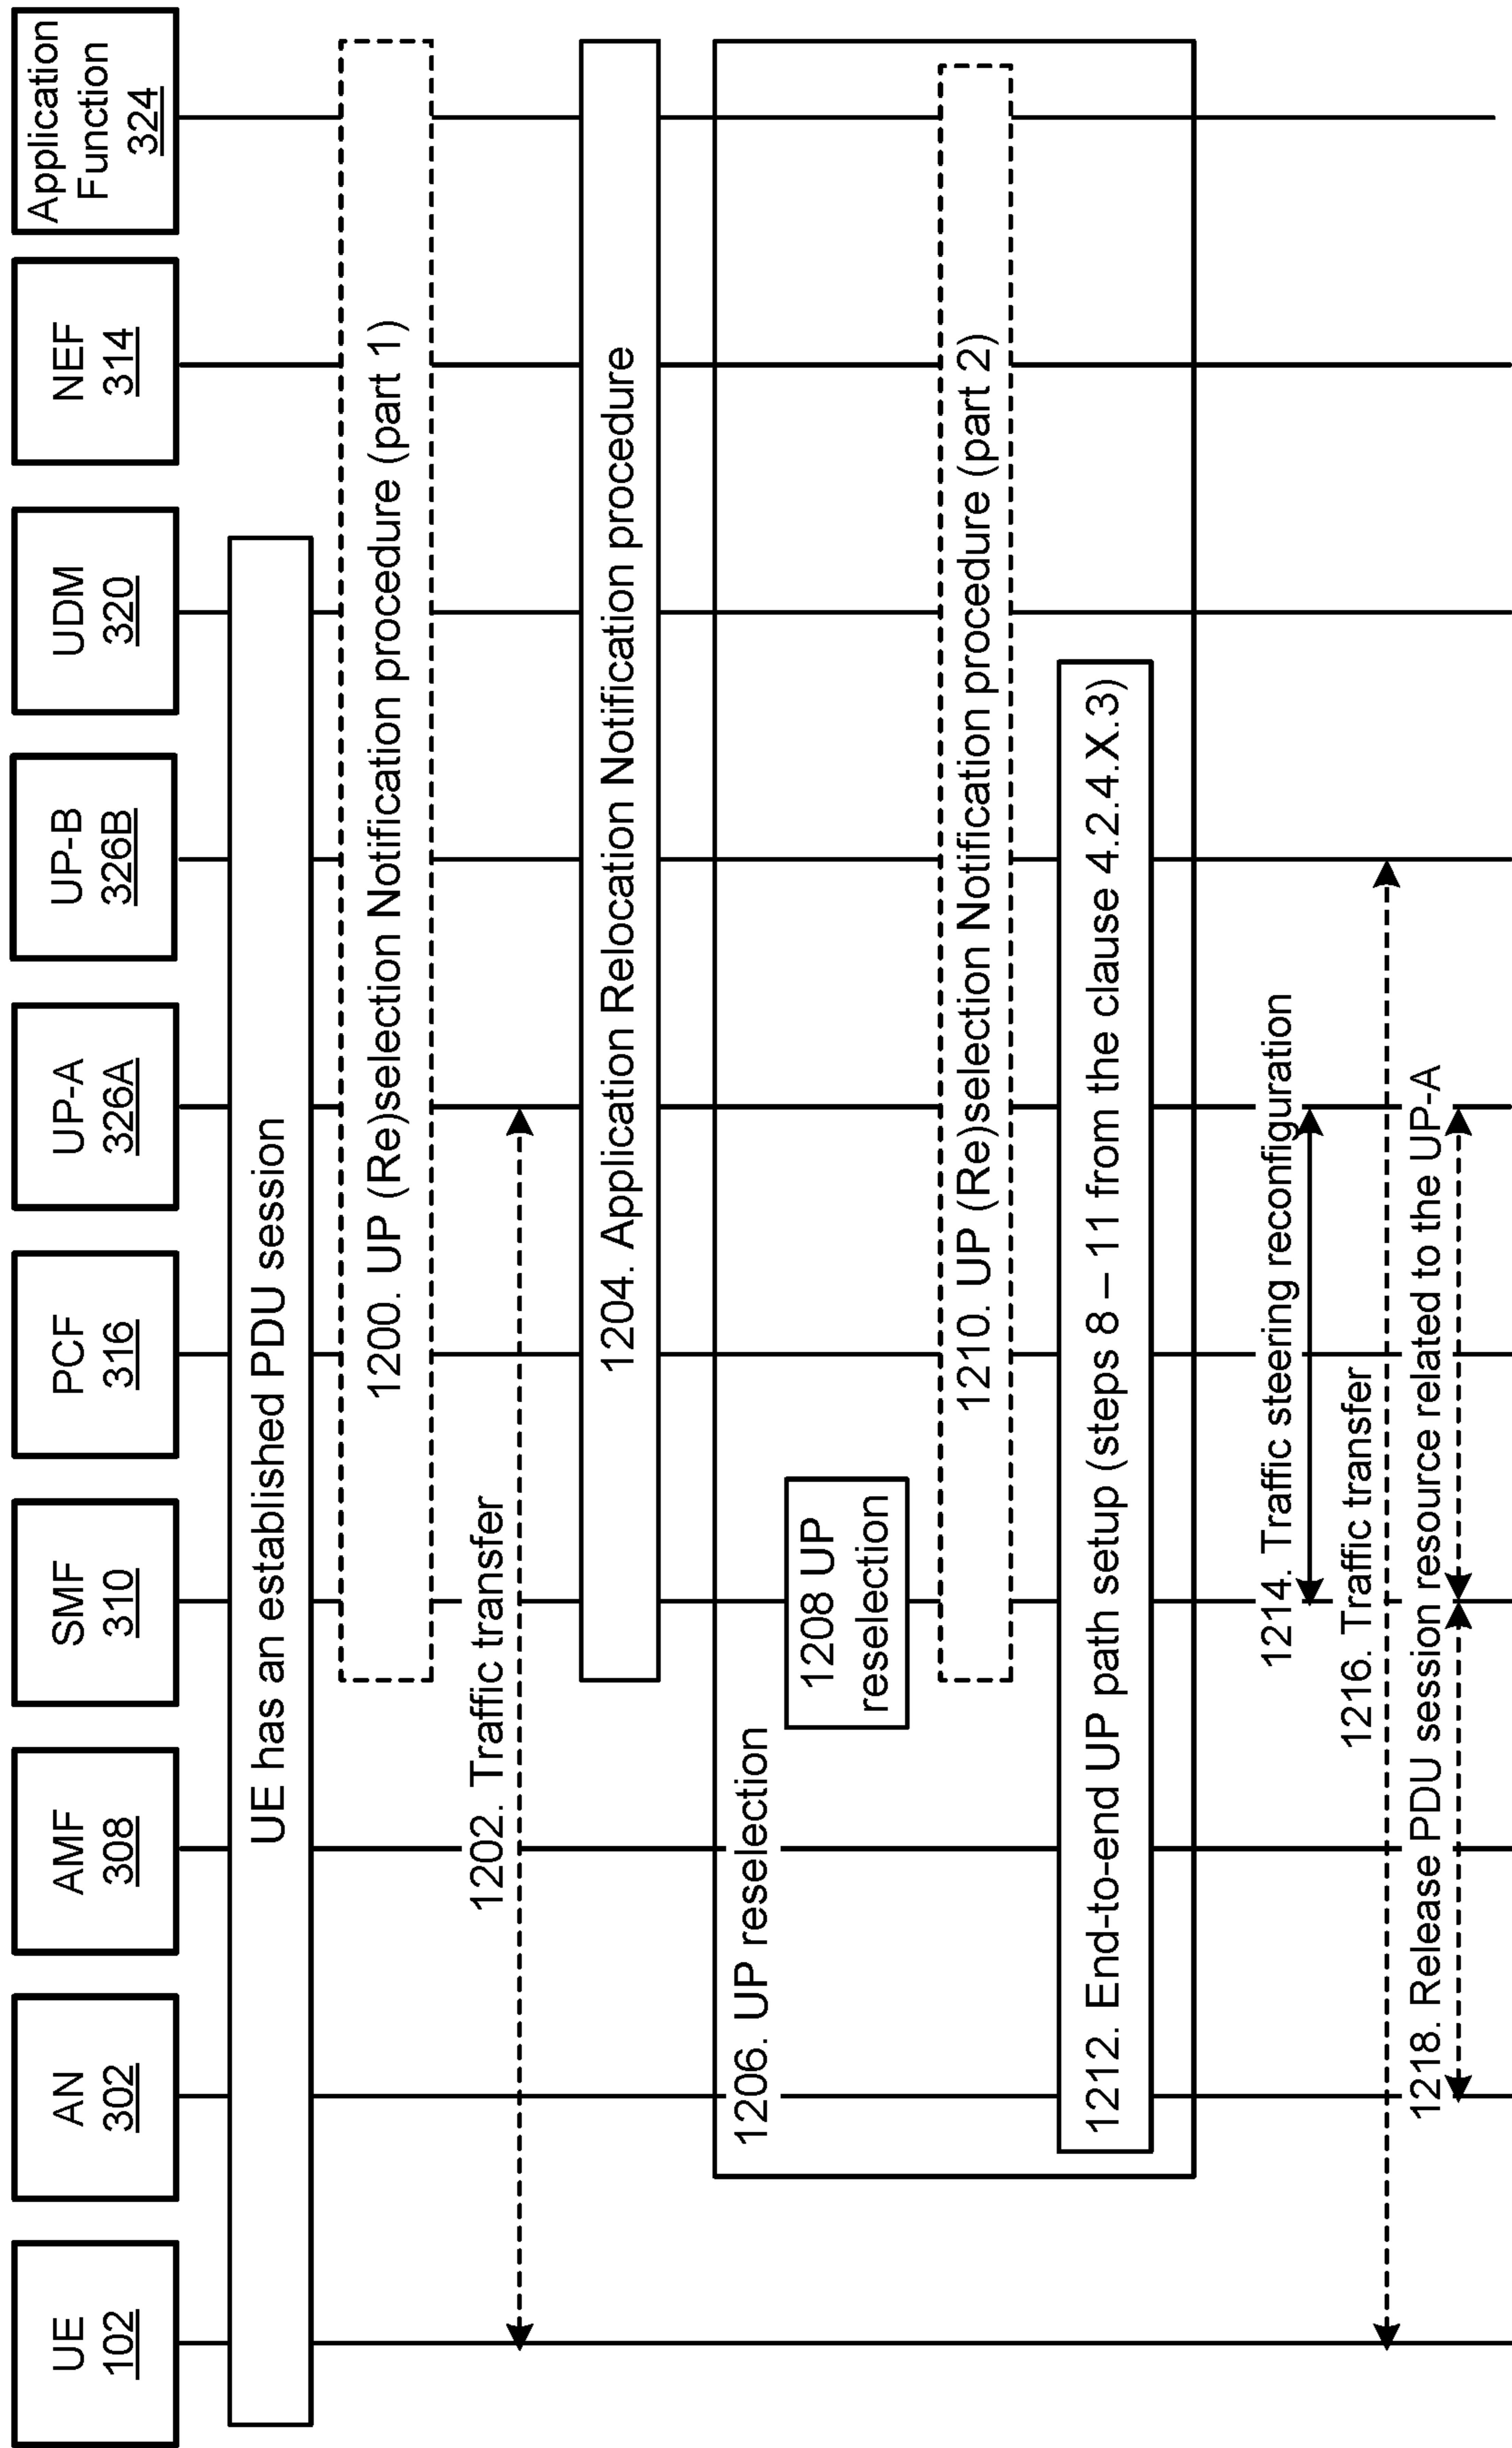 UE
102
AN
302
AMF
308
SMF
310
PCF
316
UP-A
326A
UP-B
326B
UDM
320
NEF
314
Application
Function
324
UE has an established PDU session
1200. UP (Re)selection Notification procedure (part 1)
1202. Traffic transfer
1204. Application Relocation Notification procedure
1206. UP reselection
1208 UP
reselection
1210. UP (Re)selection Notification procedure (part 2)
1212. End-to-end UP path setup (steps 8 – 11 from the clause 4.2.4.X.3)
1214. Traffic steering reconfiguration
1216. Traffic transfer
1218. Release PDU session resource related to the UP-A